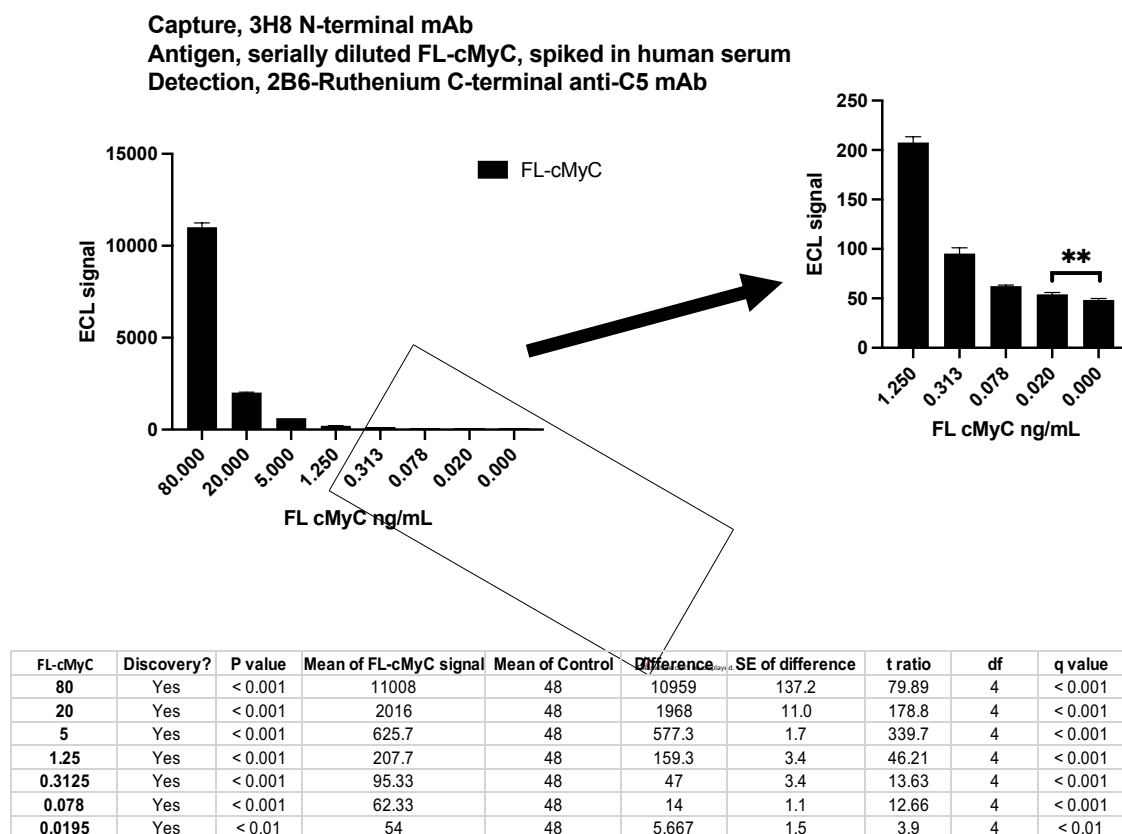 Capture, 3H8 N-terminal mAb
Antigen, serially diluted FL-cMyC, spiked in human serum
Detection, 2B6-Ruthenium C-terminal anti-C5 mAb
15000
10000
5000
0
ECL signal
FL-cMyC
80.000
20.000
5.000
1.250
0.313
0.078
0.020
0.000
FL cMyC ng/mL
250
200
150
100
50
0
ECL signal
**
1.250
0.313
0.078
0.020
0.000
FL cMyC ng/mL
FL-cMyC Discovery? P value Mean of FL-cMyC signal Mean of Control Difference SE of difference t ratio df q value
80 Yes < 0.001 11008 48 10959 137.2 79.89 4 < 0.001
20 Yes < 0.001 2016 48 1968 11.0 178.8 4 < 0.001
5 Yes < 0.001 625.7 48 577.3 1.7 339.7 4 < 0.001
1.25 Yes < 0.001 207.7 48 159.3 3.4 46.21 4 < 0.001
0.3125 Yes < 0.001 95.33 48 47 3.4 13.63 4 < 0.001
0.078 Yes < 0.001 62.33 48 14 1.1 12.66 4 < 0.001
0.0195 Yes < 0.01 54 48 5.667 1.5 3.9 4 < 0.01